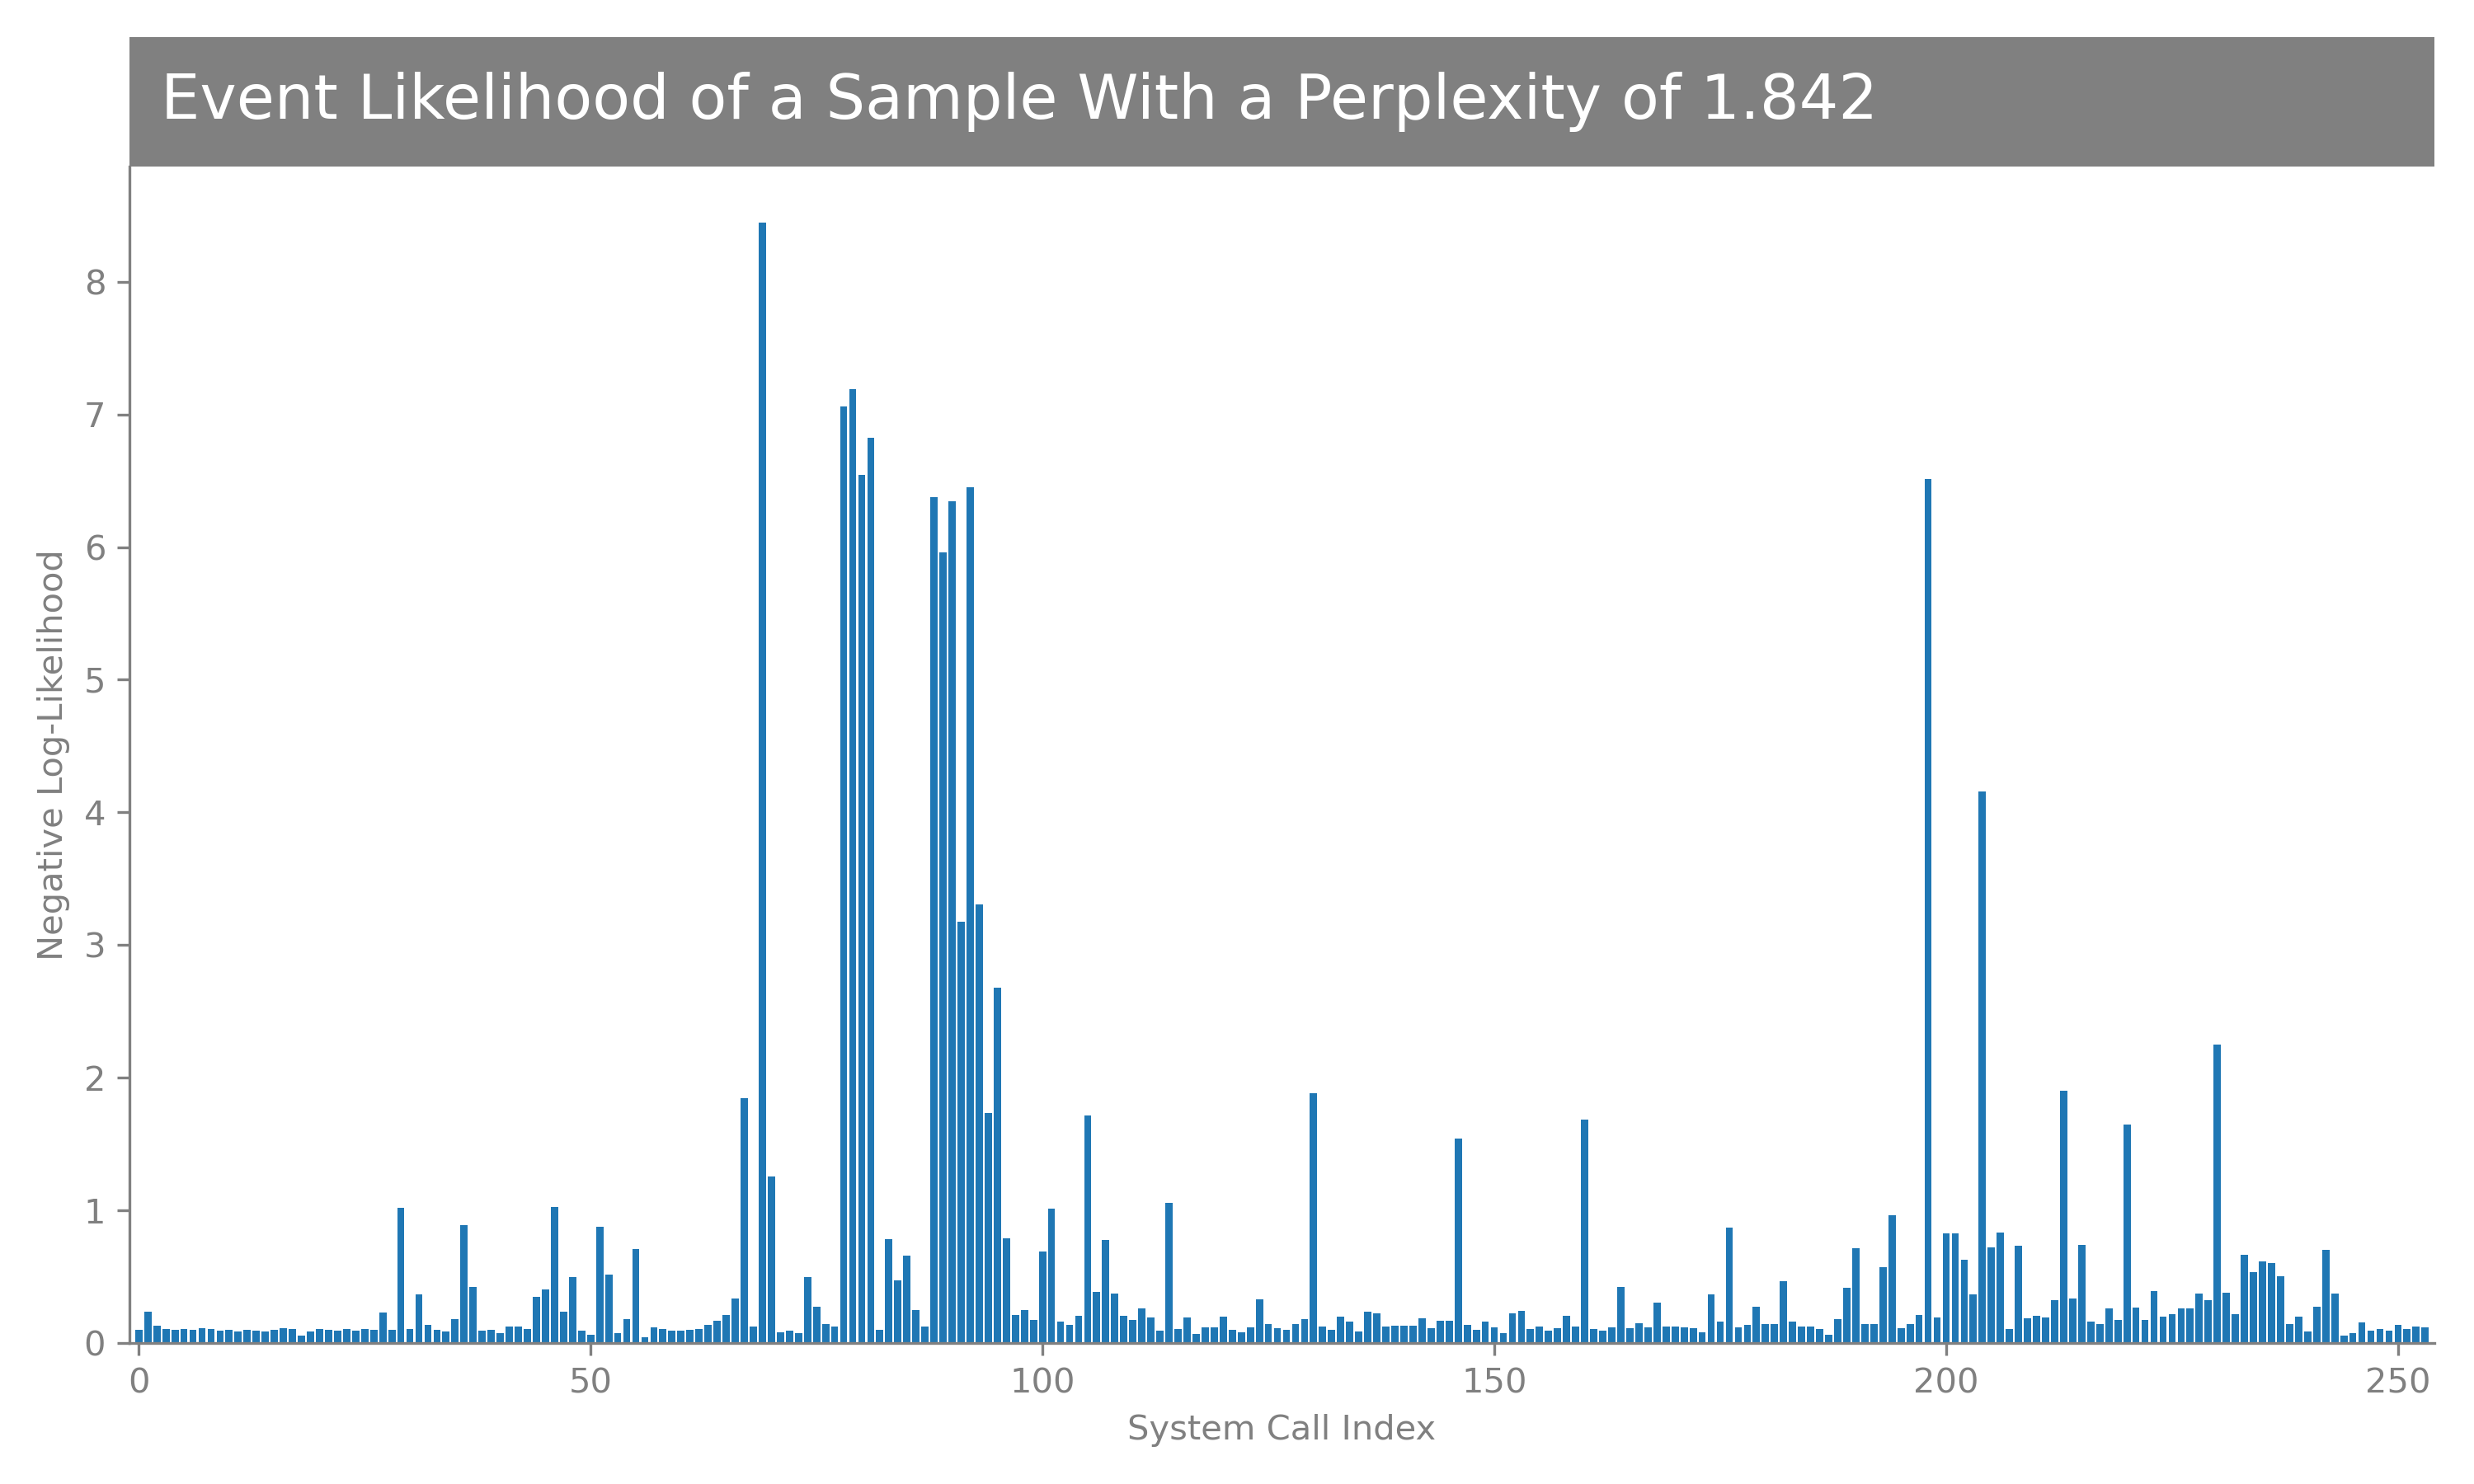 Event Likelihood of a Sample With a Perplexity of 1.842
8
7
6
5
4
3
2
1
0
Negative Log-Likelihood
0 50 100 150 200 250
System Call Index